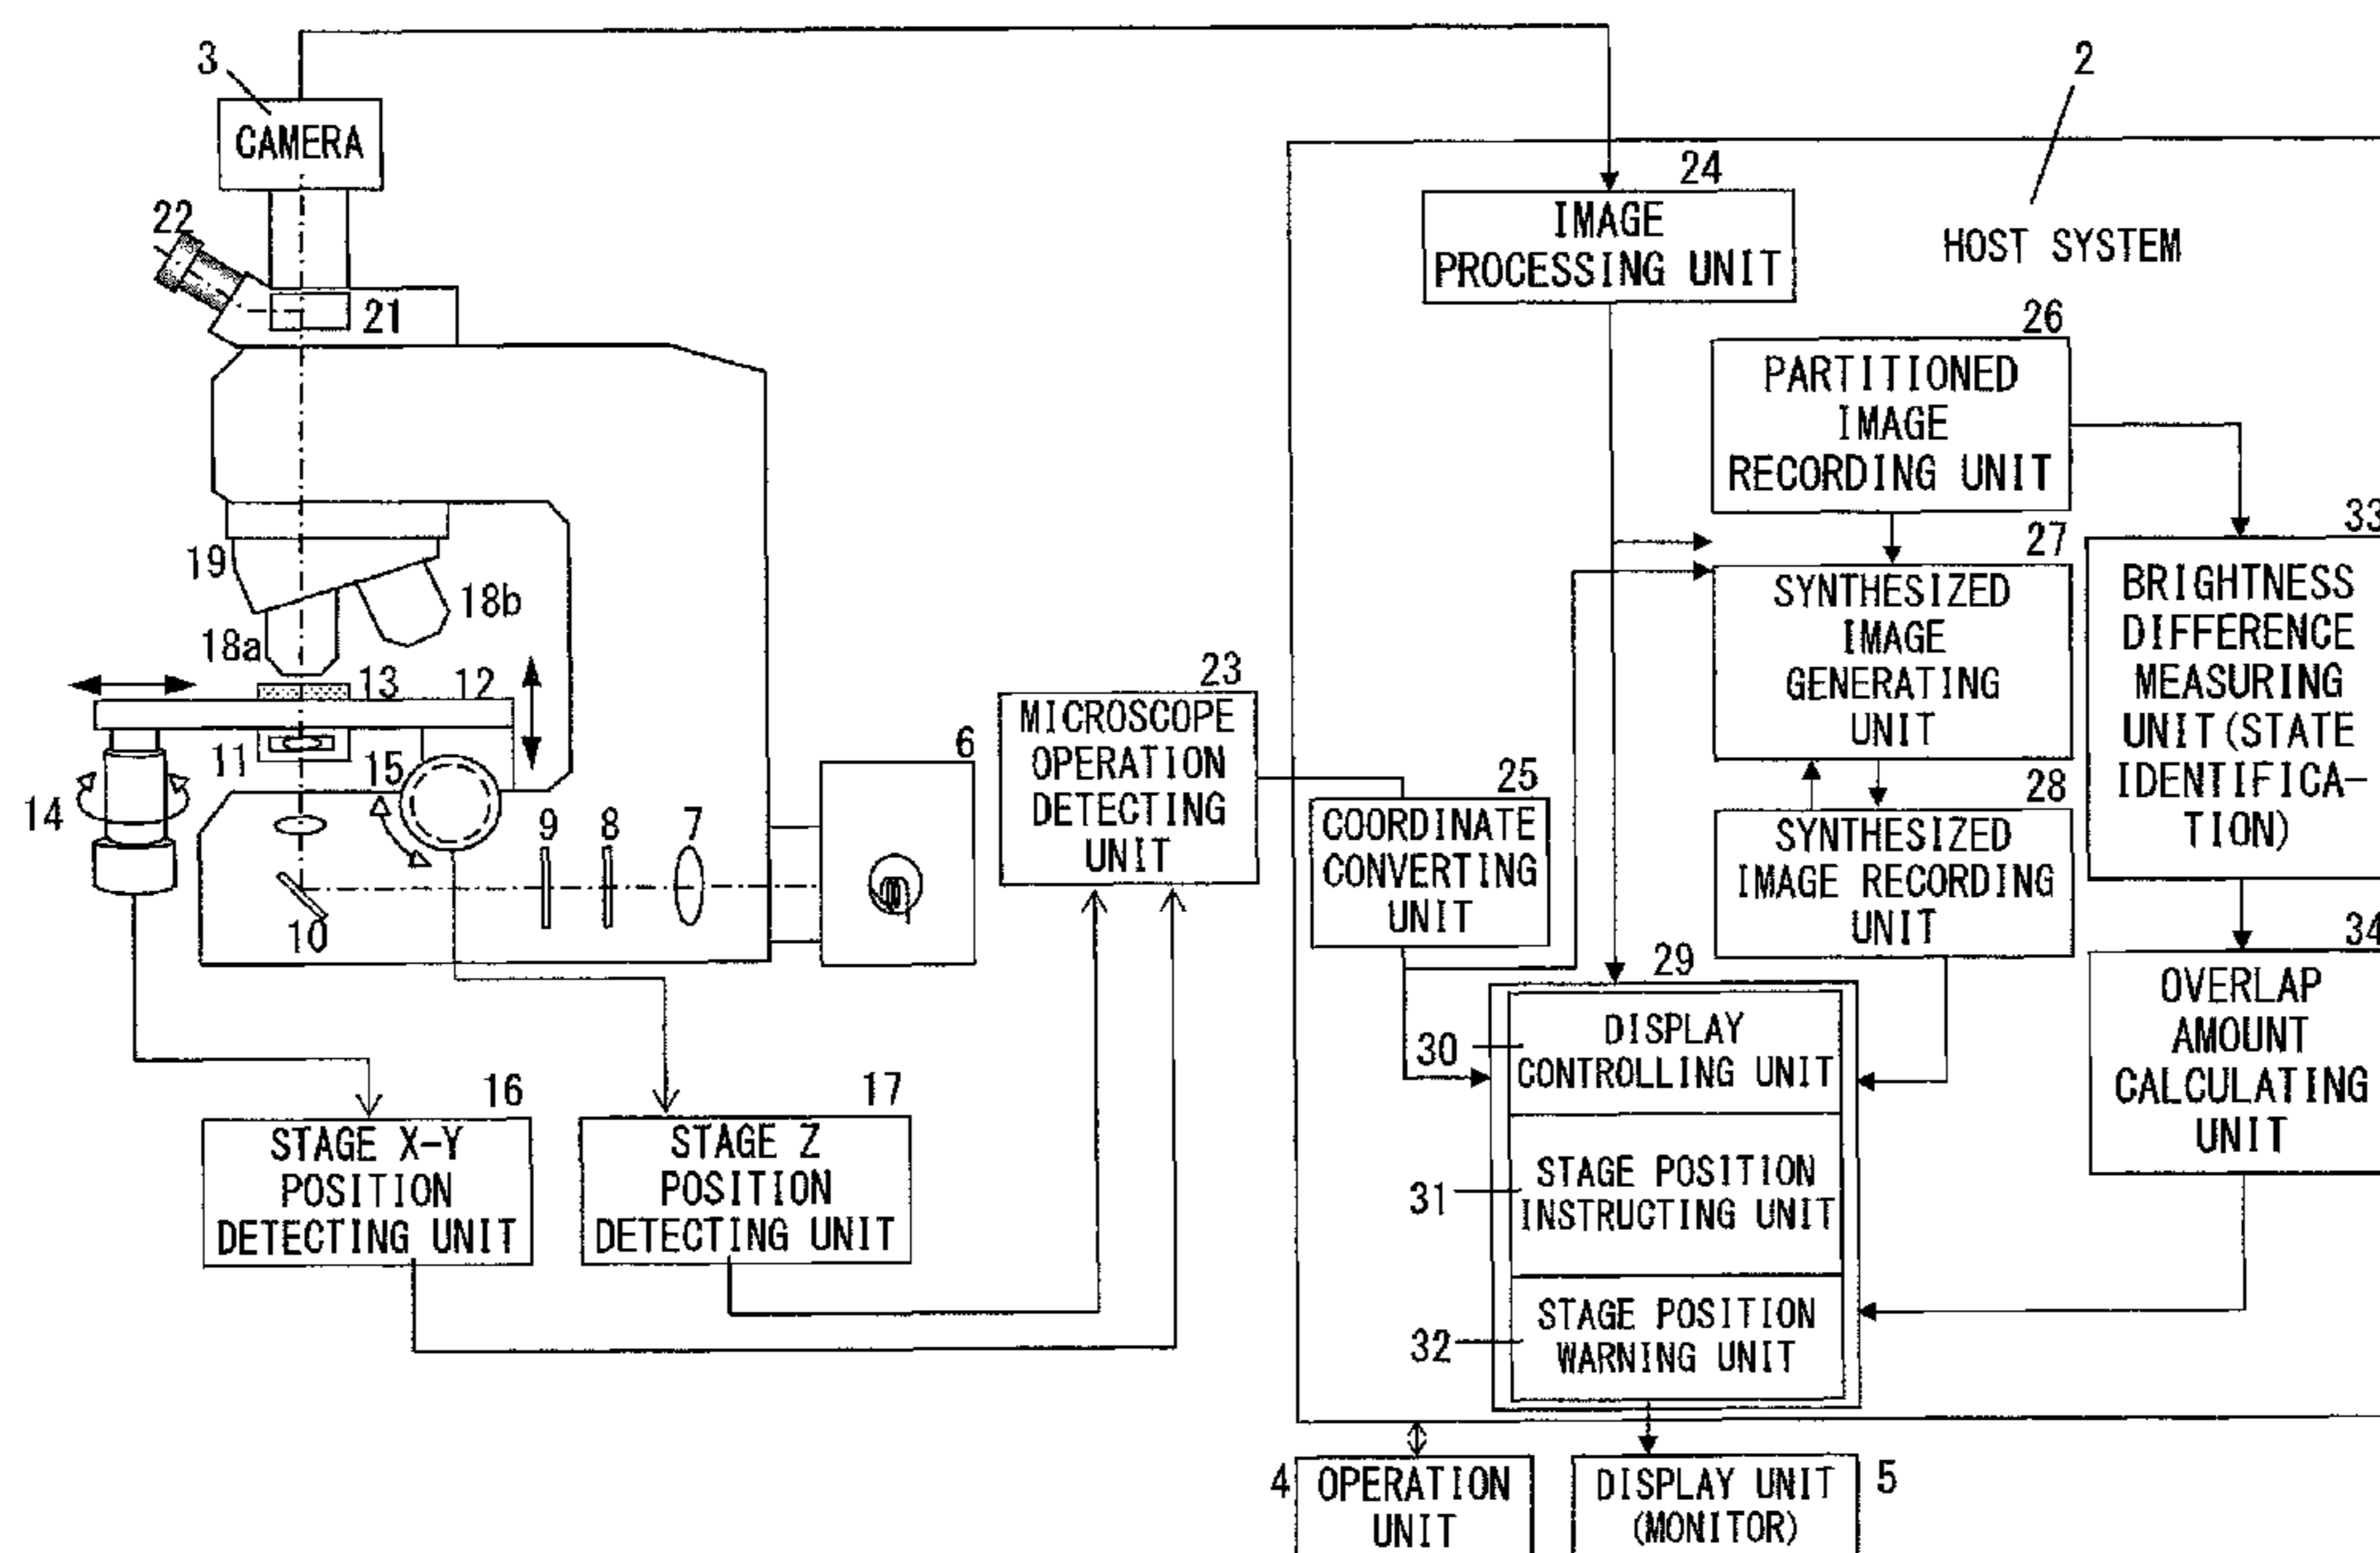 3
CAMERA
22
21
19
18b
18a
13
12
11
15
14
9
8
7
6
10
16
STAGE X-Y
POSITION
DETECTING UNIT
17
STAGE Z
POSITION
DETECTING UNIT
23
MICROSCOPE
OPERATION
DETECTING
UNIT
2
HOST SYSTEM
24
IMAGE
PROCESSING UNIT
26
PARTITIONED
IMAGE
RECORDING UNIT
27
SYNTHESIZED
IMAGE
GENERATING
UNIT
33
BRIGHTNESS
DIFFERENCE
MEASURING
UNIT(STATE
IDENTIFICA-
TION)
25
COORDINATE
CONVERTING
UNIT
28
SYNTHESIZED
IMAGE RECORDING
UNIT
34
OVERLAP
AMOUNT
CALCULATING
UNIT
29
30
DISPLAY
CONTROLLING UNIT
31
STAGE POSITION
INSTRUCTING UNIT
32
STAGE POSITION
WARNING UNIT
4
OPERATION
UNIT
DISPLAY UNIT
(MONITOR)
5